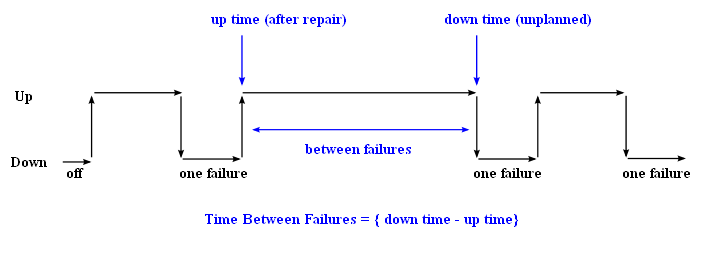 up time (after repair)
down time (unplanned)
Up
between failures
Down
off
one failure
one failure
one failure
Time Between Failures = { down time - up time}